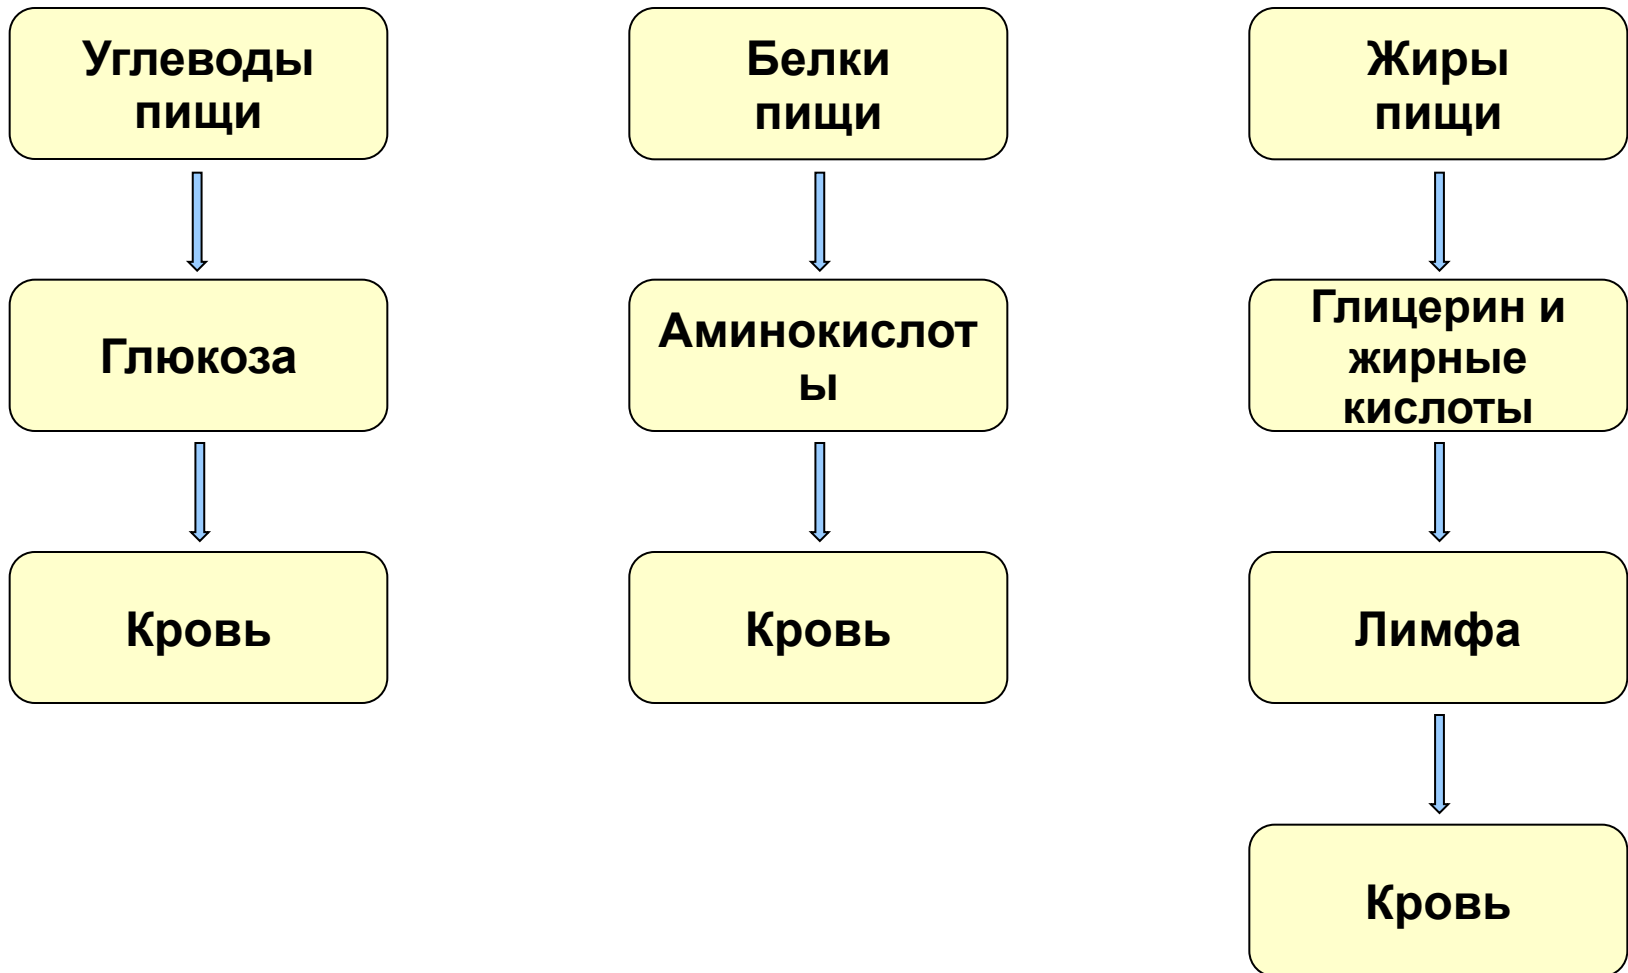 Углеводы
пищи
Белки
пищи
Жиры
пищи
Глюкоза
Аминокислот
ы
Глицерин и
жирные
кислоты
Кровь
Кровь
Лимфа
Кровь